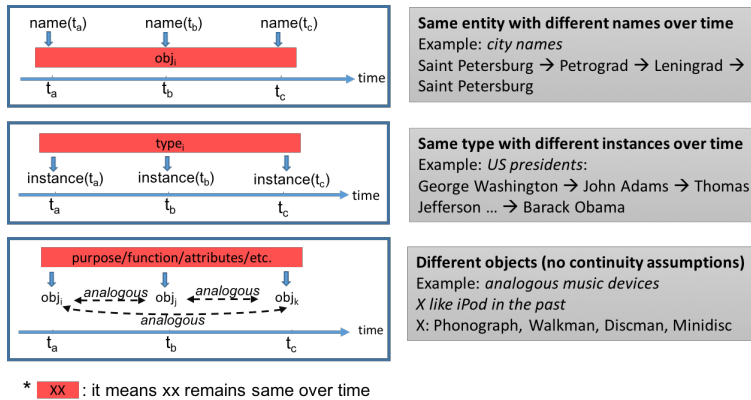 name(ta) name(tb) name(tc)
obji
time
ta tb tc
Same entity with different names over time
Example: city names
Saint Petersburg → Petrograd → Leningrad →
Saint Petersburg
typei
instance(ta) instance(tb) instance(tc)
time
ta tb tc
Same type with different instances over time
Example: US presidents:
George Washington → John Adams → Thomas
Jefferson ... → Barack Obama
purpose/function/attributes/etc.
obji analogous objj analogous objk
analogous
time
ta tb tc
Different objects (no continuity assumptions)
Example: analogous music devices
X like iPod in the past
X: Phonograph, Walkman, Discman, Minidisc
* XX : it means xx remains same over time